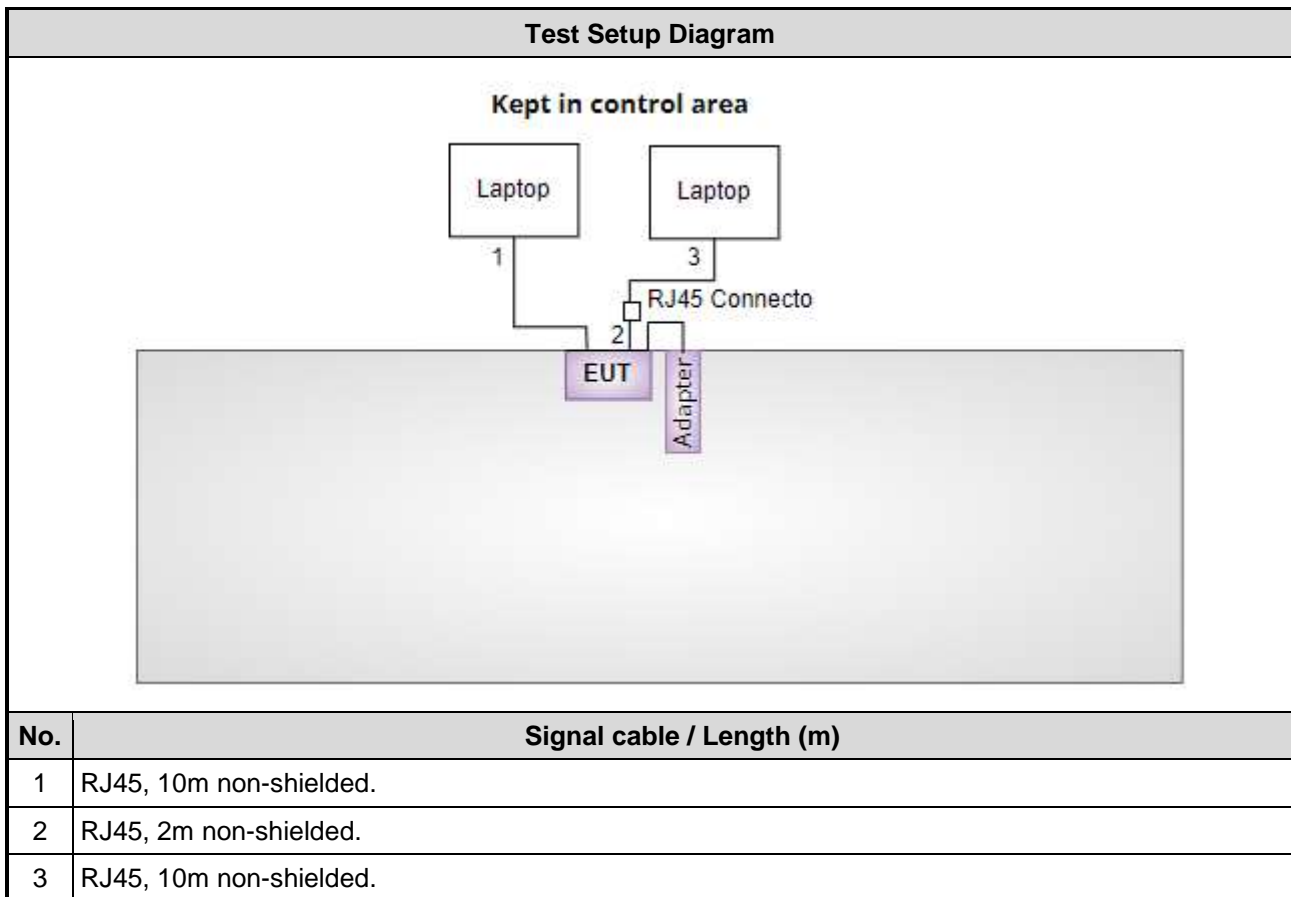 Test Setup Diagram
Kept in control area
Laptop
Laptop
1
3
RJ45 Connecto
2
EUT
Adapter
No. Signal cable / Length (m)
1 RJ45, 10m non-shielded.
2 RJ45, 2m non-shielded.
3 RJ45, 10m non-shielded.